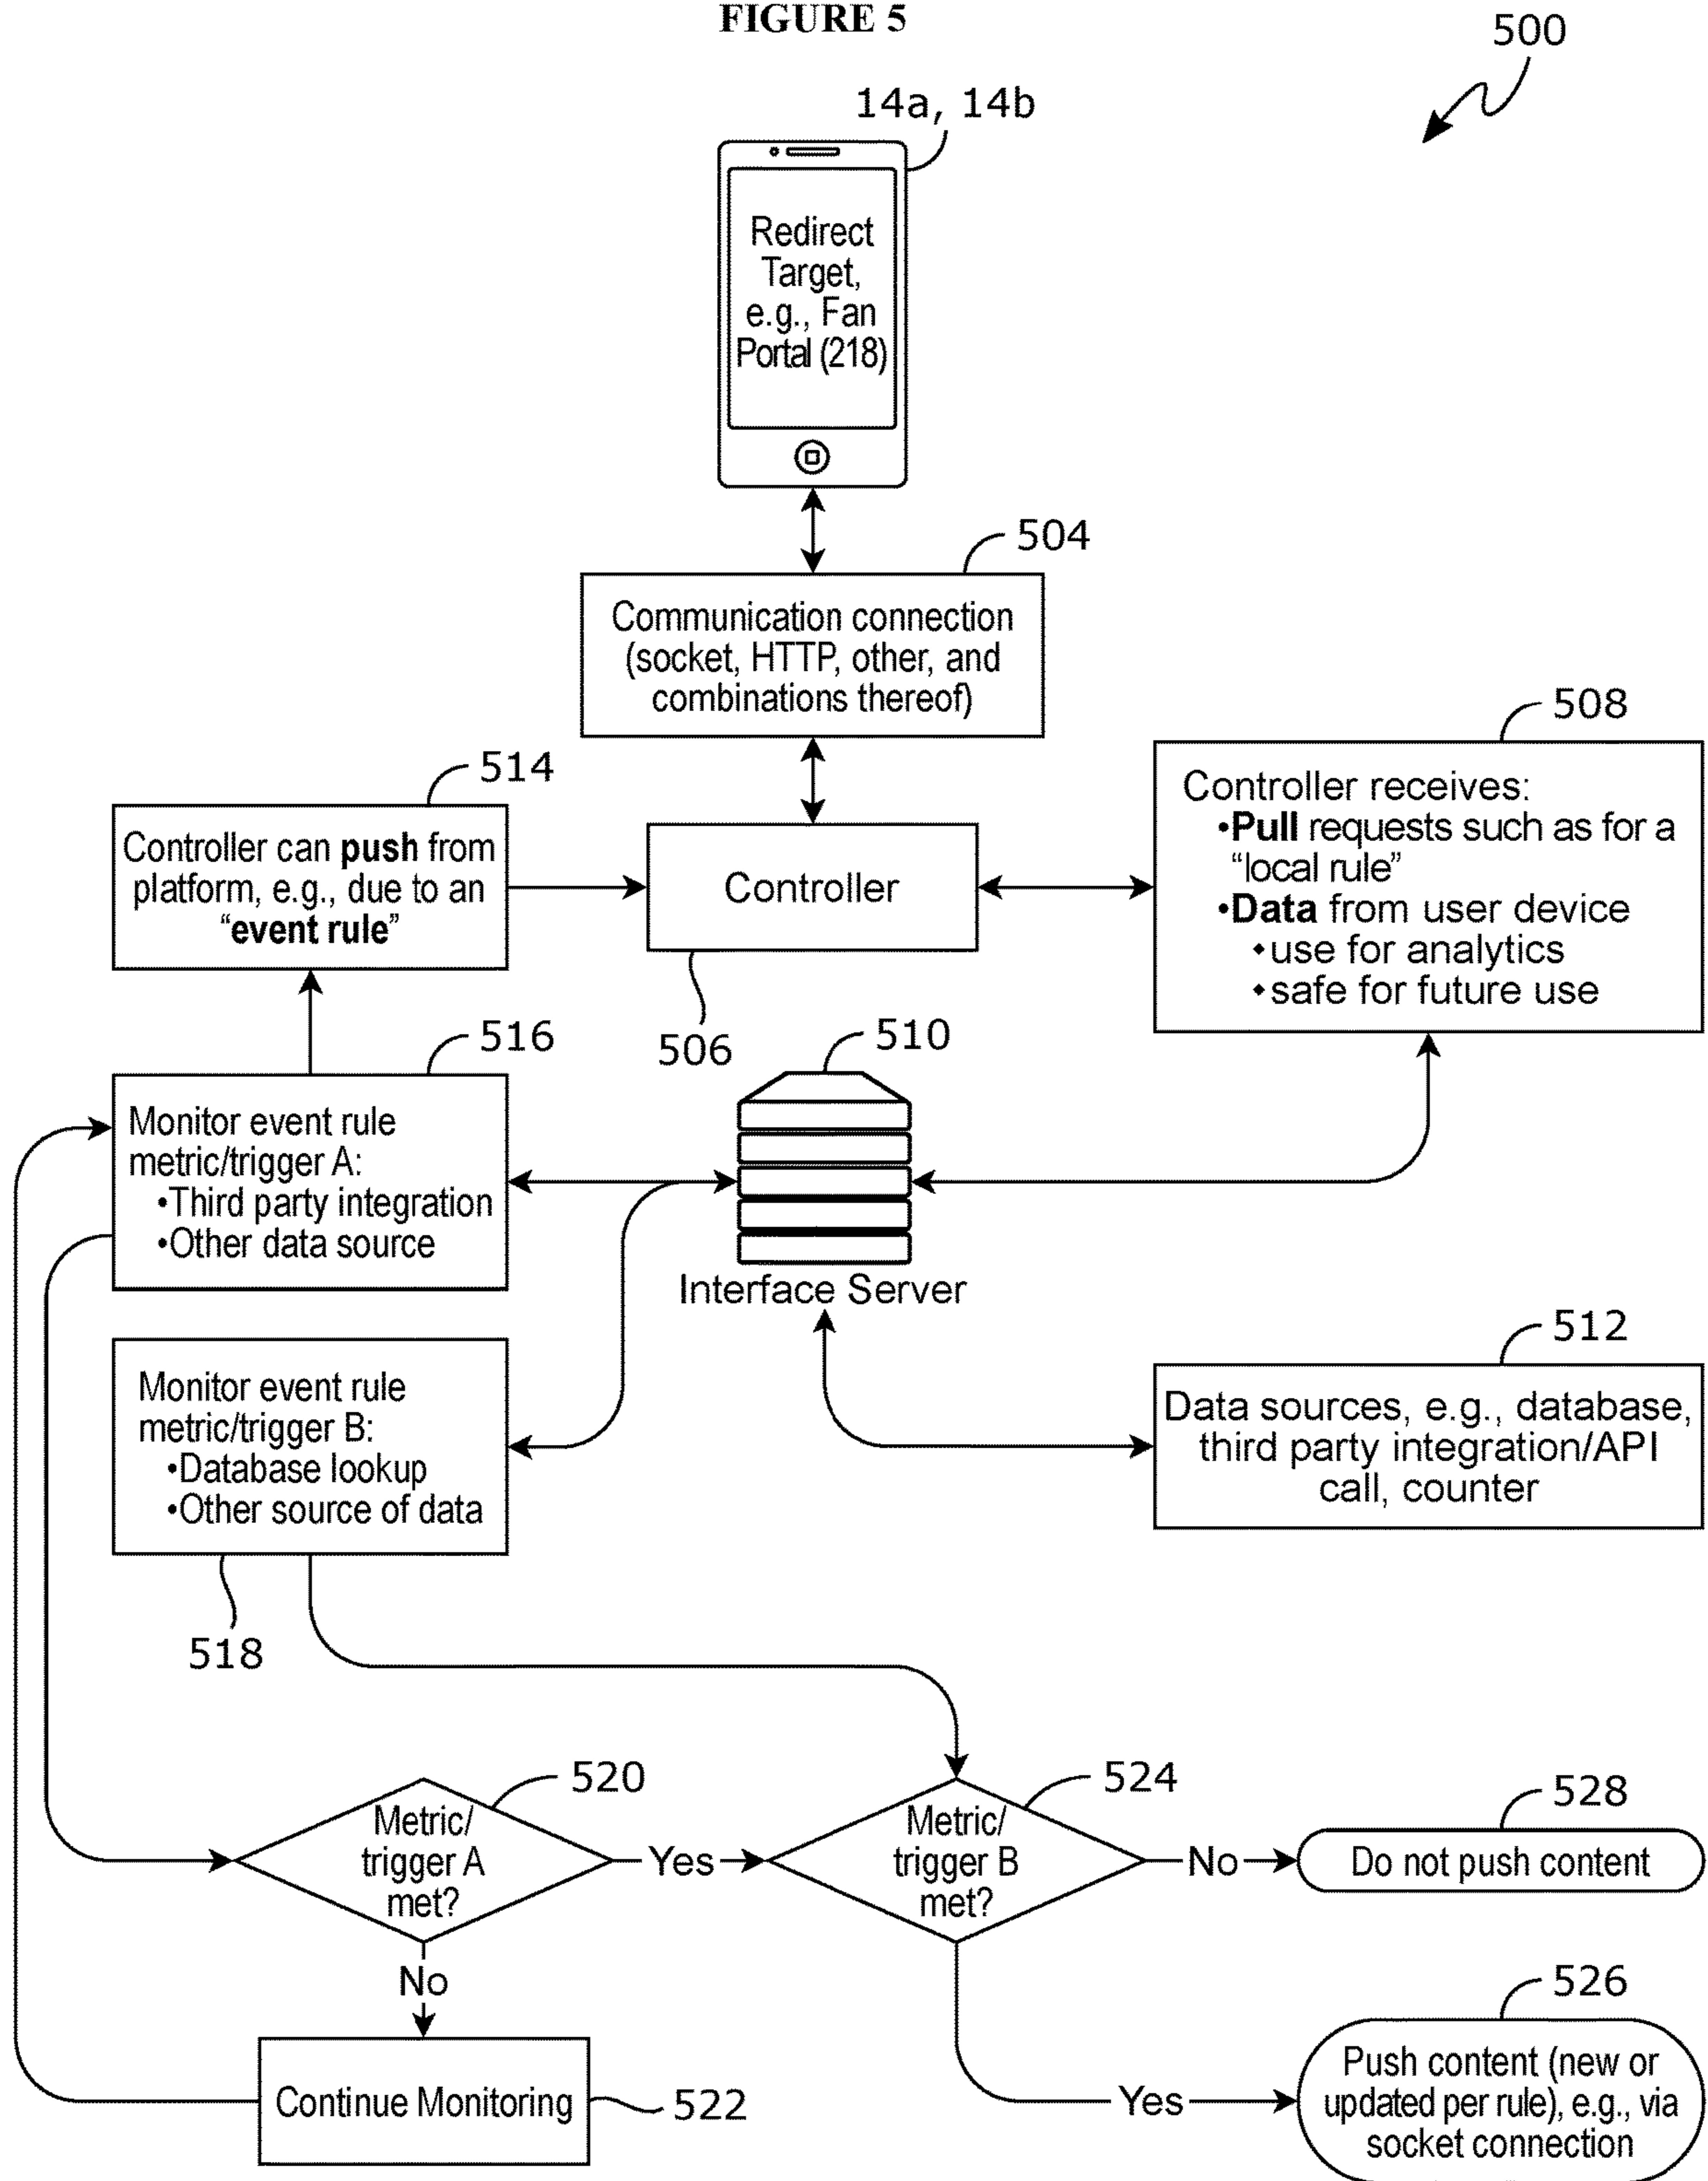 FIGURE 5
500
14a, 14b
Redirect
Target,
e.g., Fan
Portal (218)
504
Communication connection
(socket, HTTP, other, and
combinations thereof)
508
Controller receives:
•Pull requests such as for a
“local rule”
•Data from user device
◆use for analytics
◆safe for future use
514
Controller can push from
platform, e.g., due to an
“event rule”
Controller
506
516
Monitor event rule
metric/trigger A:
•Third party integration
•Other data source
510
Interface Server
512
Data sources, e.g., database,
third party integration/API
call, counter
Monitor event rule
metric/trigger B:
•Database lookup
•Other source of data
518
520
Metric/
trigger A
met?
Yes
524
Metric/
trigger B
met?
No
528
Do not push content
No
522
Continue Monitoring
Yes
526
Push content (new or
updated per rule), e.g., via
socket connection